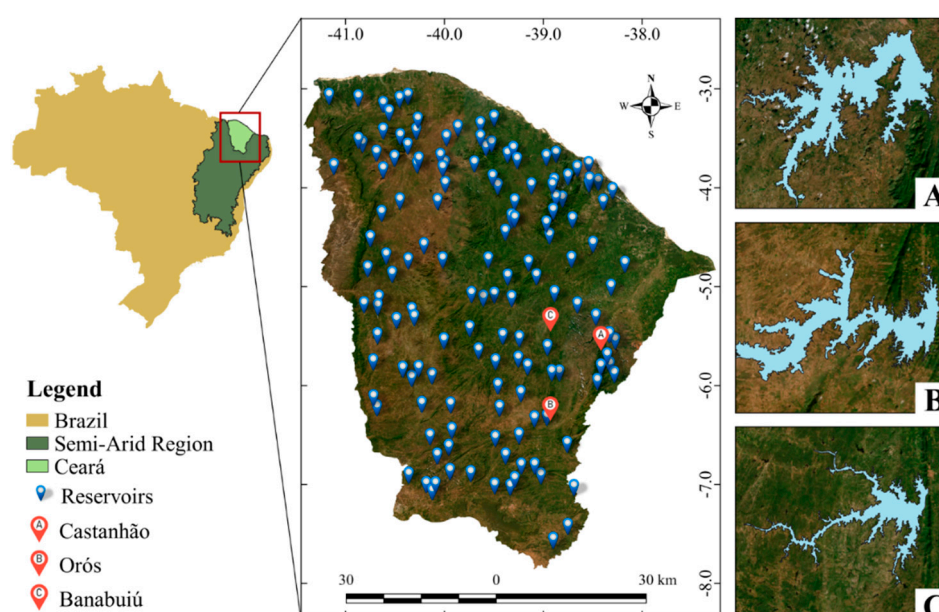 -41.0
-40.0
-39.0
-38.0
N
W
E
S
-3.0
-4.0
-5.0
-6.0
-7.0
-8.0
C
A
B
30
0
30 km
Legend
Brazil
Semi-Arid Region
Ceará
Reservoirs
A
Castanhão
B
Orós
C
Banabuiú
A
B
C